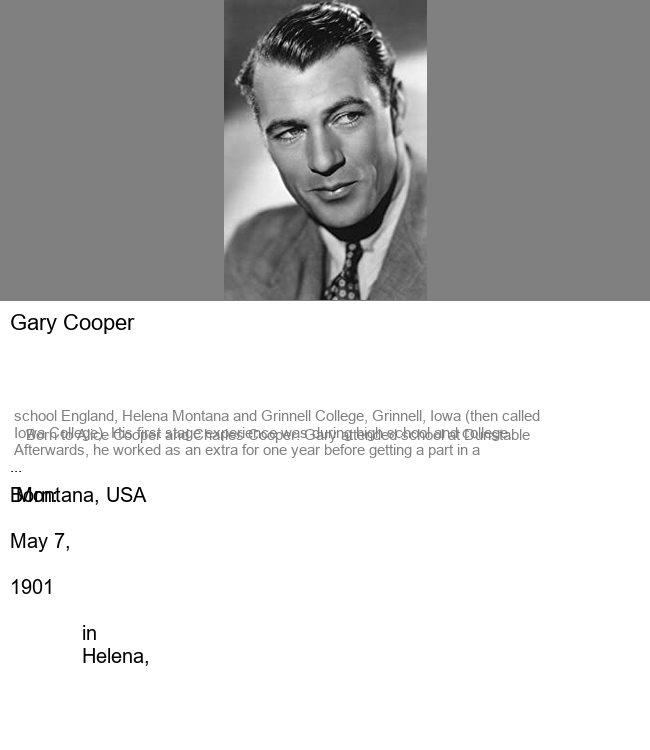 Gary Cooper
school England, Helena Montana and Grinnell College, Grinnell, Iowa (then called
Iowa College). His first stage experience was during high school and college.
Born to Alice Cooper and Charles Cooper. Gary attended school at Dunstable
Afterwards, he worked as an extra for one year before getting a part in a
...
Born:
Montana, USA
May 7,
1901
in
Helena,